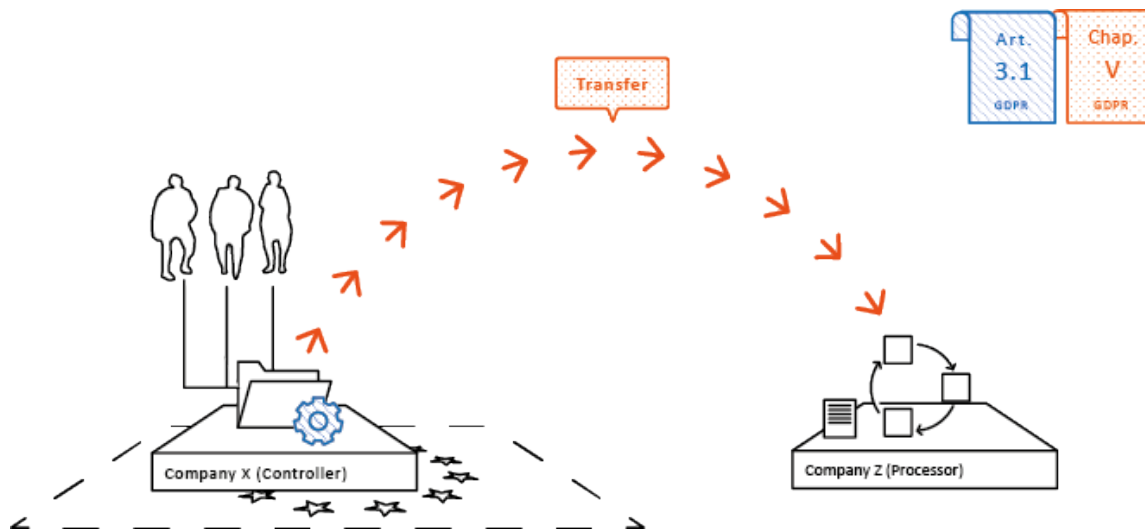 Art.
3.1
GDPR
Chap.
V
GDPR
Transfer
Company X (Controller)
Company Z (Processor)